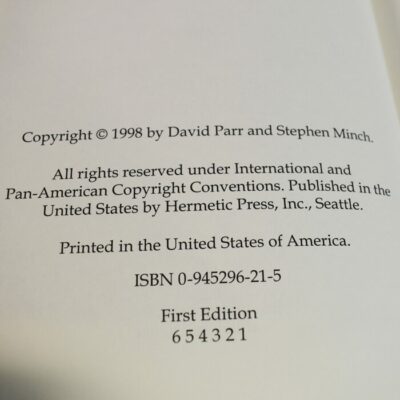 Copyright © 1998 by David Parr and Stephen Minch.
All rights reserved under International and
Pan-American Copyright Conventions. Published in the
United States by Hermetic Press, Inc., Seattle.
Printed in the United States of America.
ISBN 0-945296-21-5
First Edition
6 5 4 3 2 1